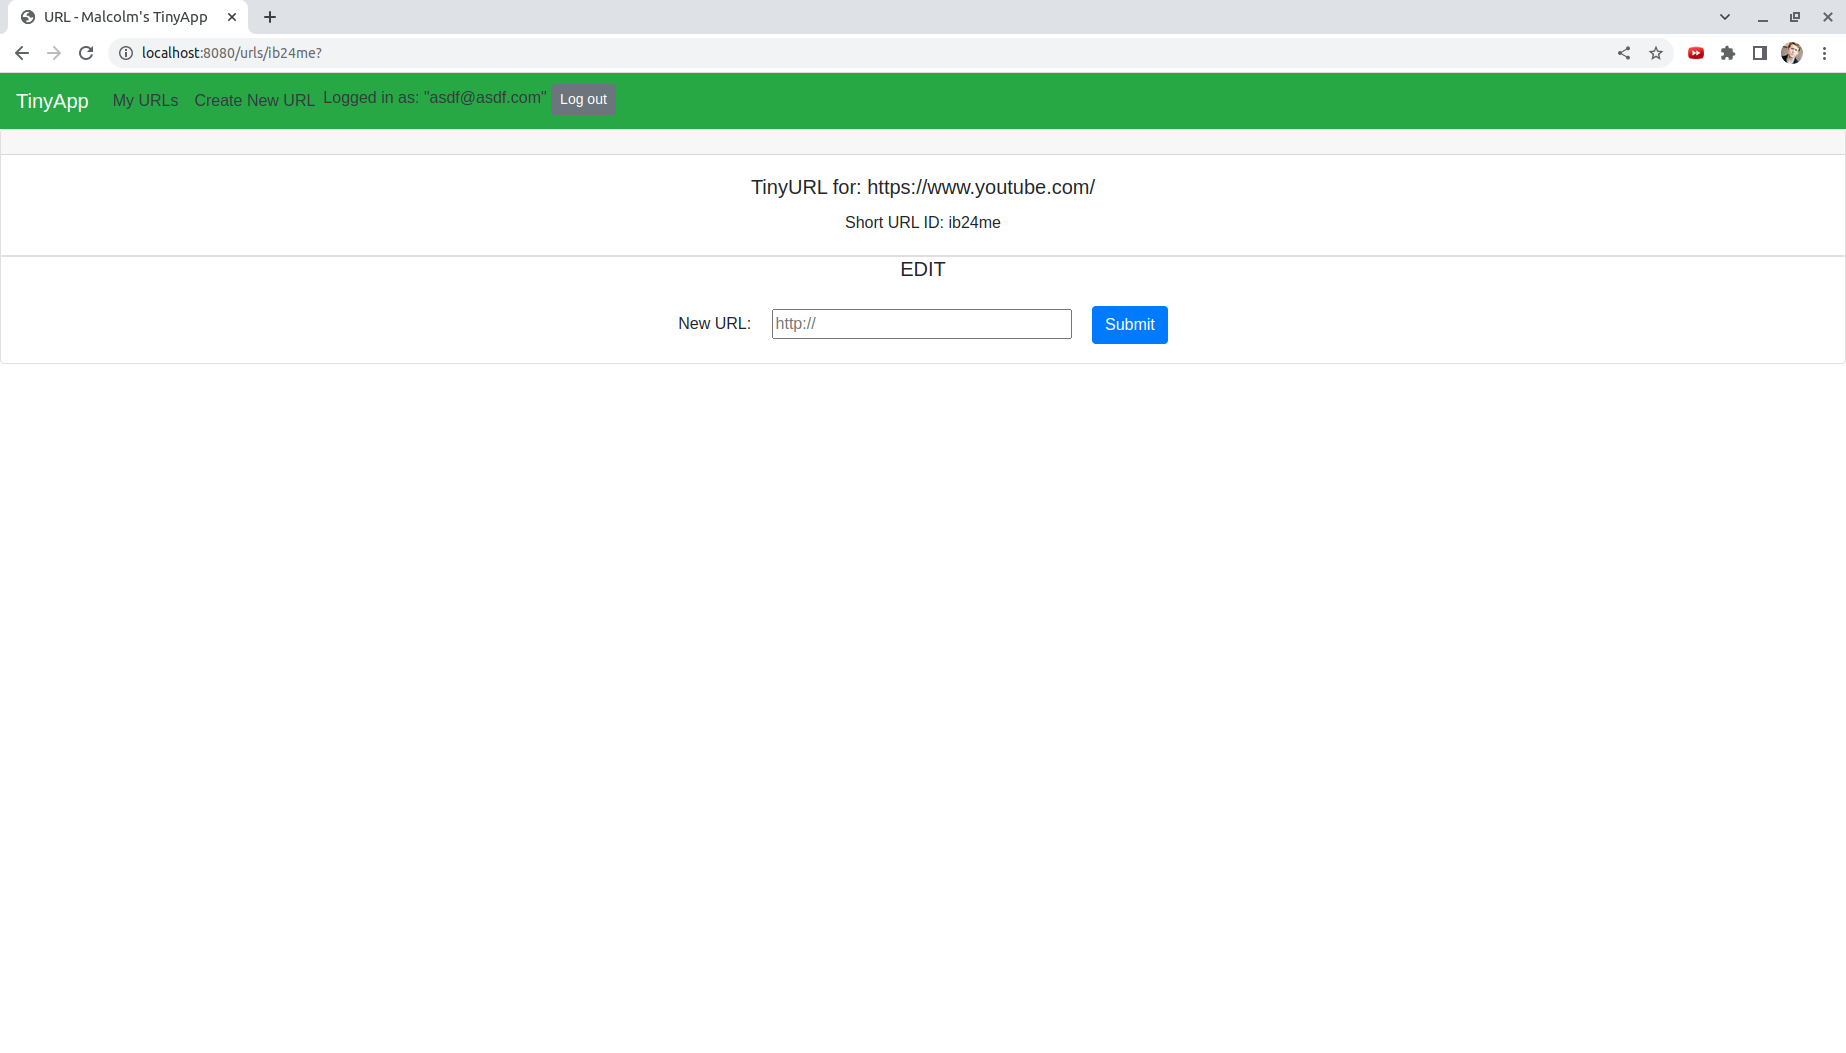 URL - Malcolm's TinyApp
localhost:8080/urls/ib24me?
TinyApp My URLs Create New URL Logged in as: "asdf@asdf.com" Log out
TinyURL for: https://www.youtube.com/
Short URL ID: ib24me
EDIT
New URL: http:// Submit